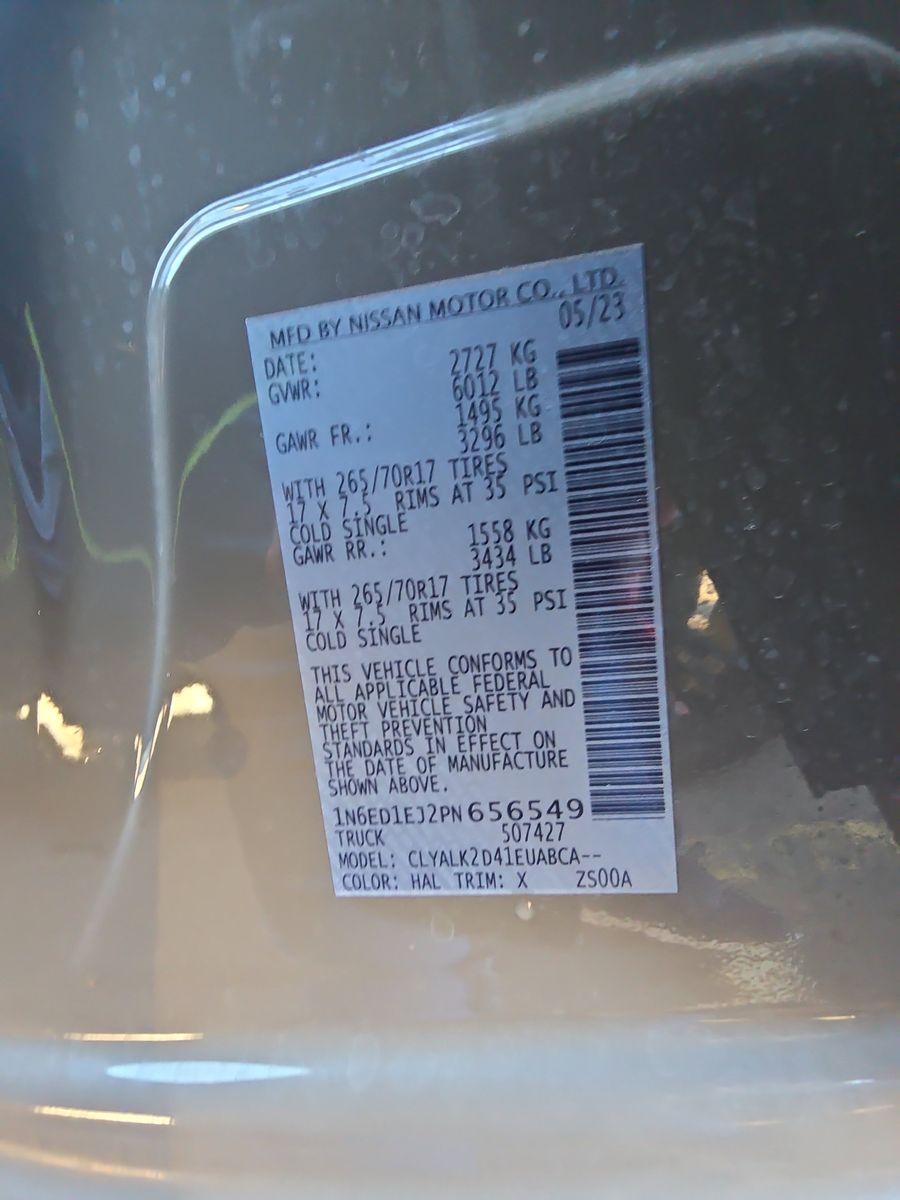 MFD BY NISSAN MOTOR CO., LTD.
DATE: 05/23
GVWR: 2727 KG
6012 LB
GAWR FR.: 1495 KG
3296 LB
WITH 265/70R17 TIRES
17 X 7.5 RIMS AT 35 PSI
COLD SINGLE
GAWR RR.: 1558 KG
3434 LB
WITH 265/70R17 TIRES
17 X 7.5 RIMS AT 35 PSI
COLD SINGLE
THIS VEHICLE CONFORMS TO
ALL APPLICABLE FEDERAL
MOTOR VEHICLE SAFETY AND
THEFT PREVENTION
STANDARDS IN EFFECT ON
THE DATE OF MANUFACTURE
SHOWN ABOVE.
1N6ED1EJ2PN656549
TRUCK 507427
MODEL: CLYALK2D41EUABCA--
COLOR: HAL TRIM: X ZS00A